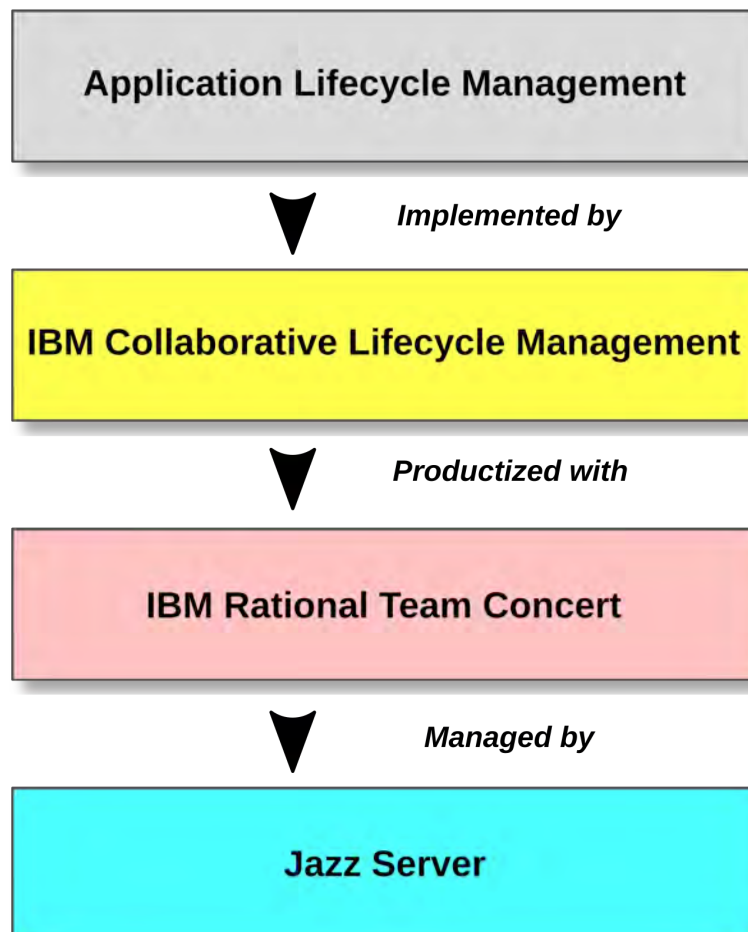 Application Lifecycle Management
Implemented by
IBM Collaborative Lifecycle Management
Productized with
IBM Rational Team Concert
Managed by
Jazz Server